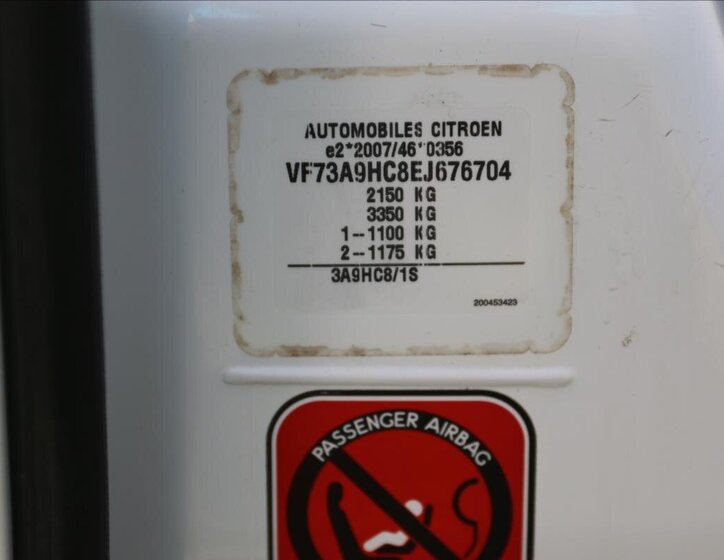 AUTOMOBILES CITROEN
e2*2007/46*0356
VF73A9HC8EJ676704
2150 KG
3350 KG
1--1100 KG
2--1175 KG
3A9HC8/1S
200453423
PASSENGER AIRBAG